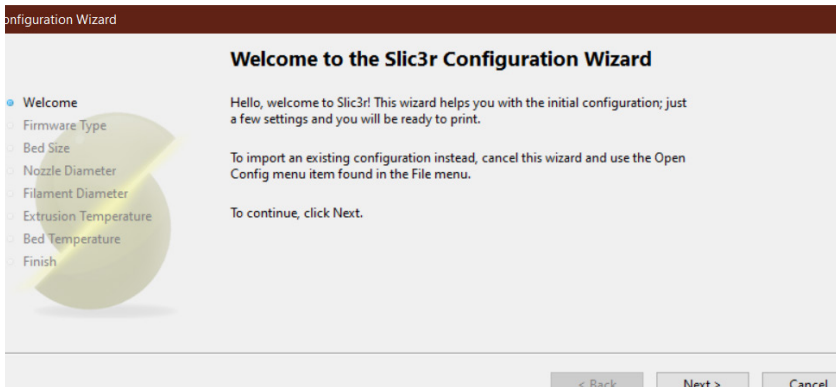 onfiguration Wizard
Welcome to the Slic3r Configuration Wizard
Welcome
Firmware Type
Bed Size
Nozzle Diameter
Filament Diameter
Extrusion Temperature
Bed Temperature
Finish
Hello, welcome to Slic3r! This wizard helps you with the initial configuration; just
a few settings and you will be ready to print.
To import an existing configuration instead, cancel this wizard and use the Open
Config menu item found in the File menu.
To continue, click Next.
< Back
Next >
Cancel